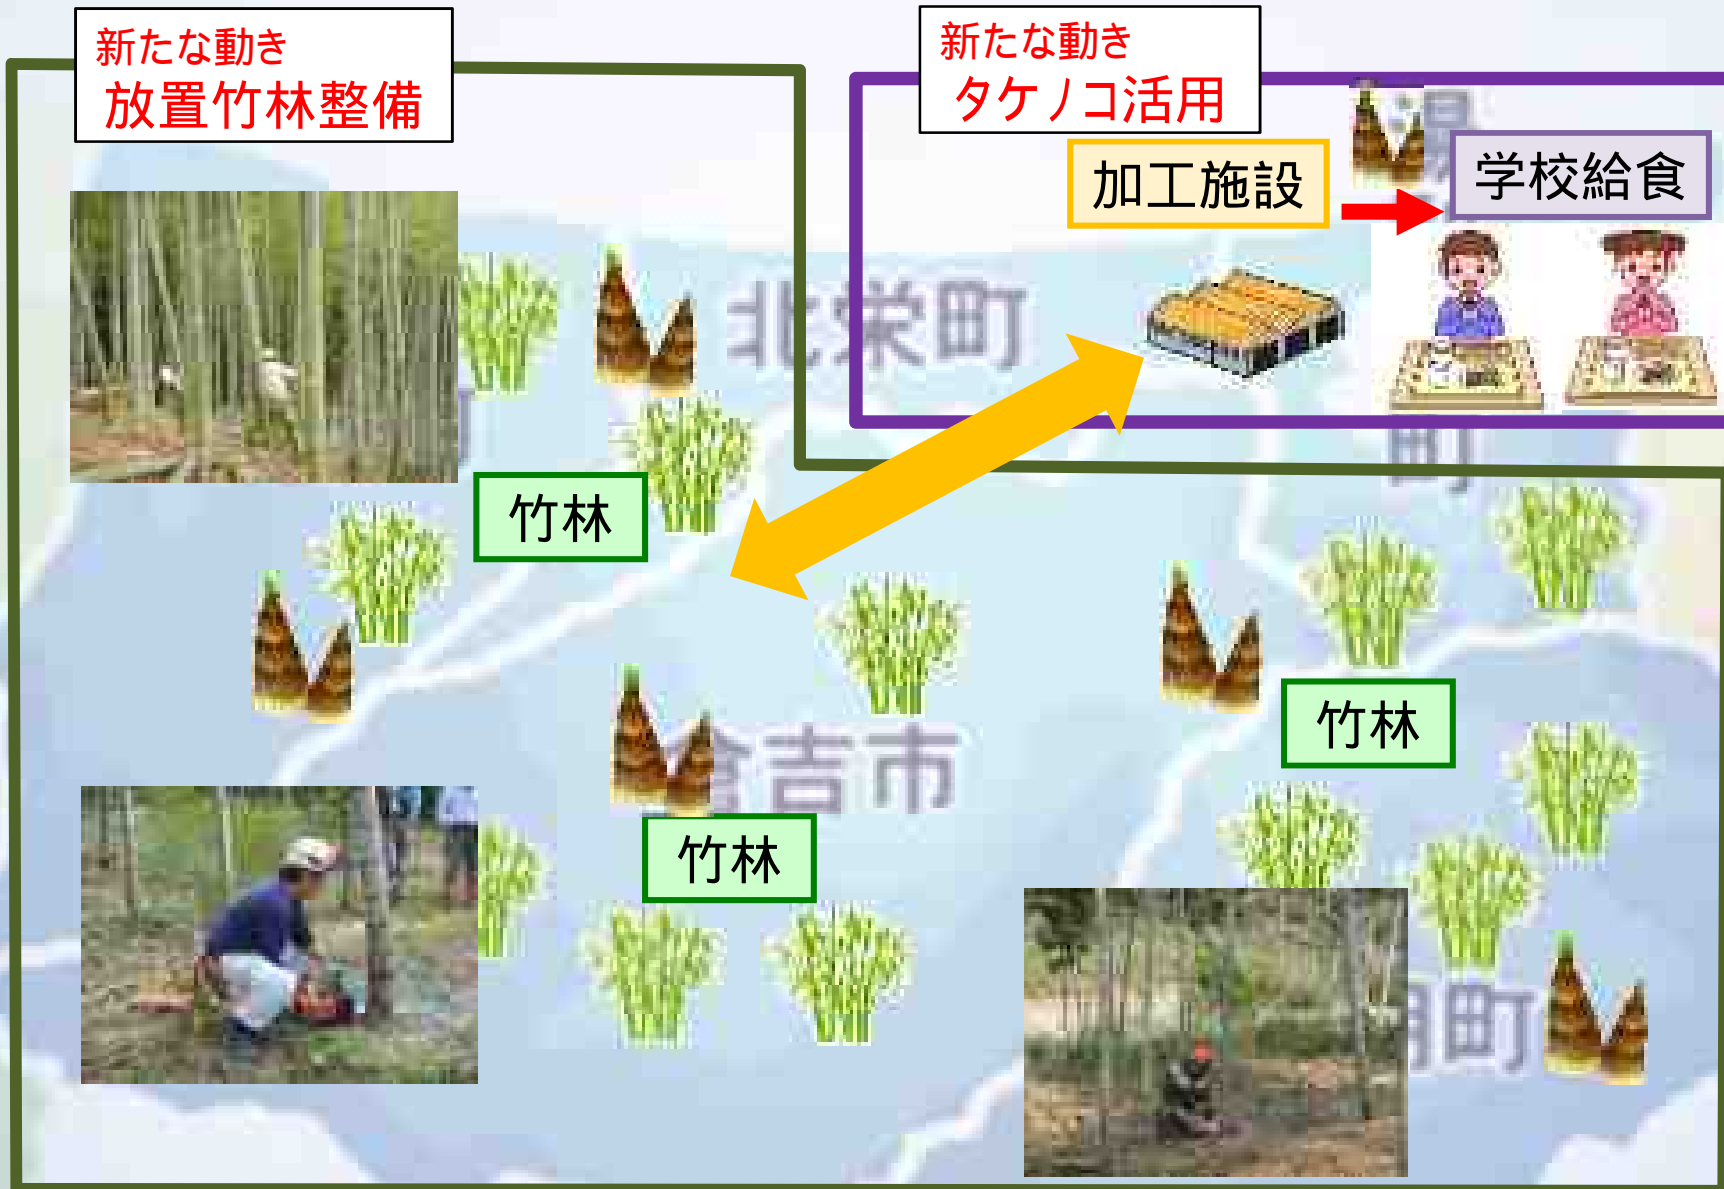 新たな動き
放置竹林整備
新たな動き
タケノコ活用
加工施設
学校給食
北栄町
町
竹林
竹林
倉吉市
竹林
町